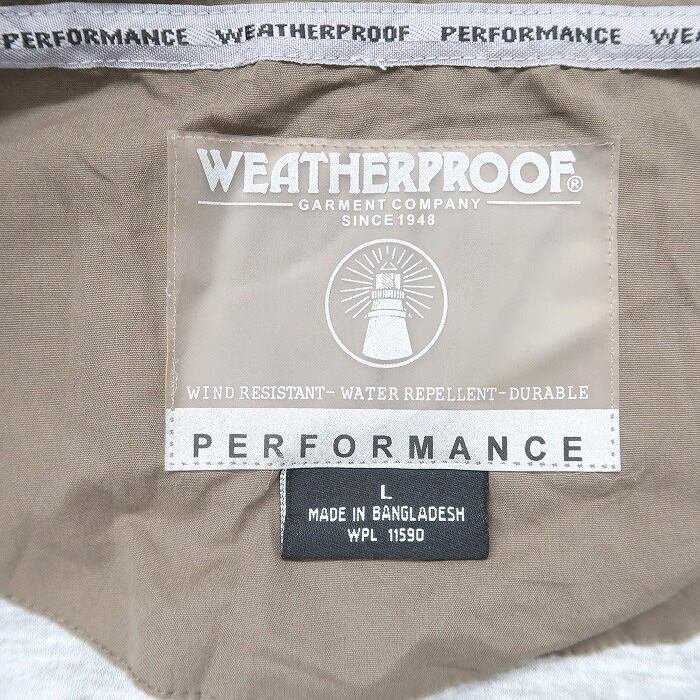 PERFORMANCE WEATHERPROOF PERFORMANCE WEA
WEATHERPROOF®
GARMENT COMPANY
SINCE 1948
WIND RESISTANT- WATER REPELLENT-DURABLE
PERFORMANCE
L
MADE IN BANGLADESH
WPL 11590